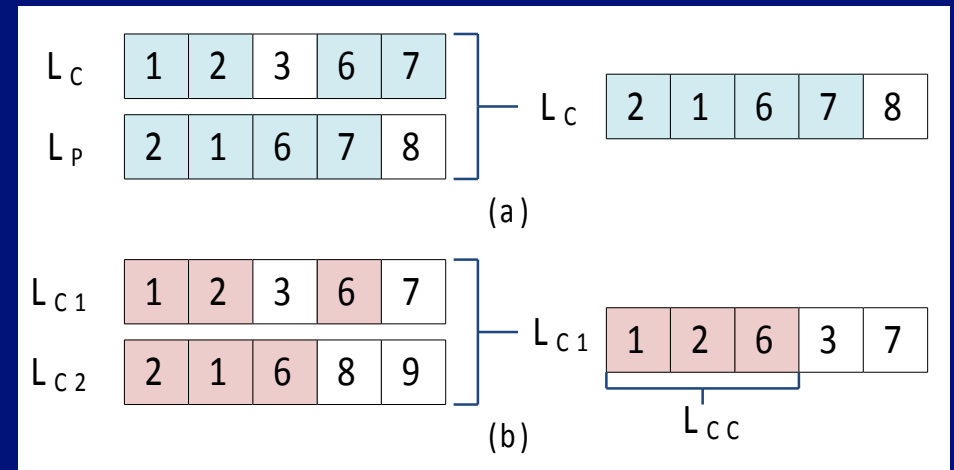 L C 1 2 3 6 7
L P 2 1 6 7 8
L C 2 1 6 7 8
(a)
L C 1 1 2 3 6 7
L C 2 2 1 6 8 9
L C 1 1 2 6 3 7
L C C
(b)